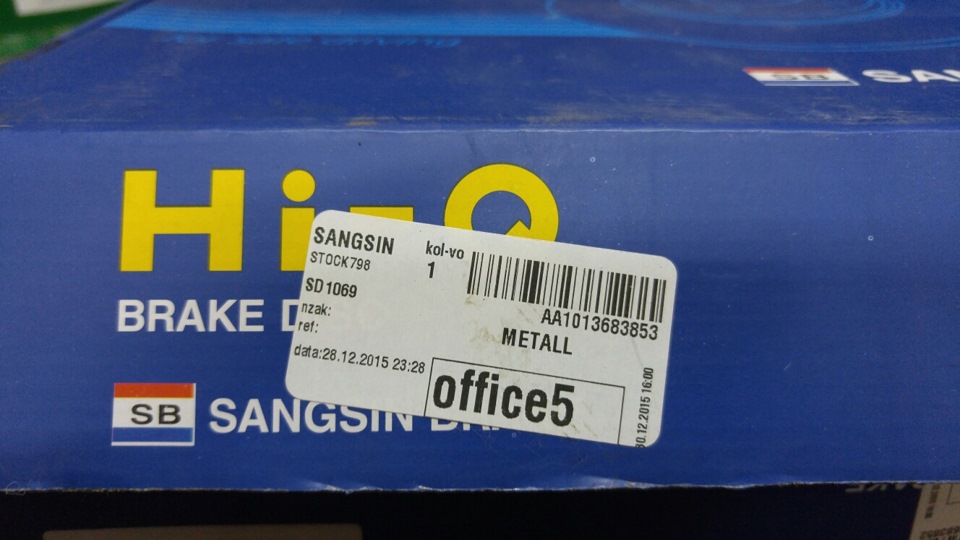 SB
Hi-Q
BRAKE
SB SANGSIN
SANGSIN
STOCK798
kol-vo
1
SD1069
nzak:
ref:
data:28.12.2015 23:28
AA1013683853
METALL
office5
30.12.2015 16:00